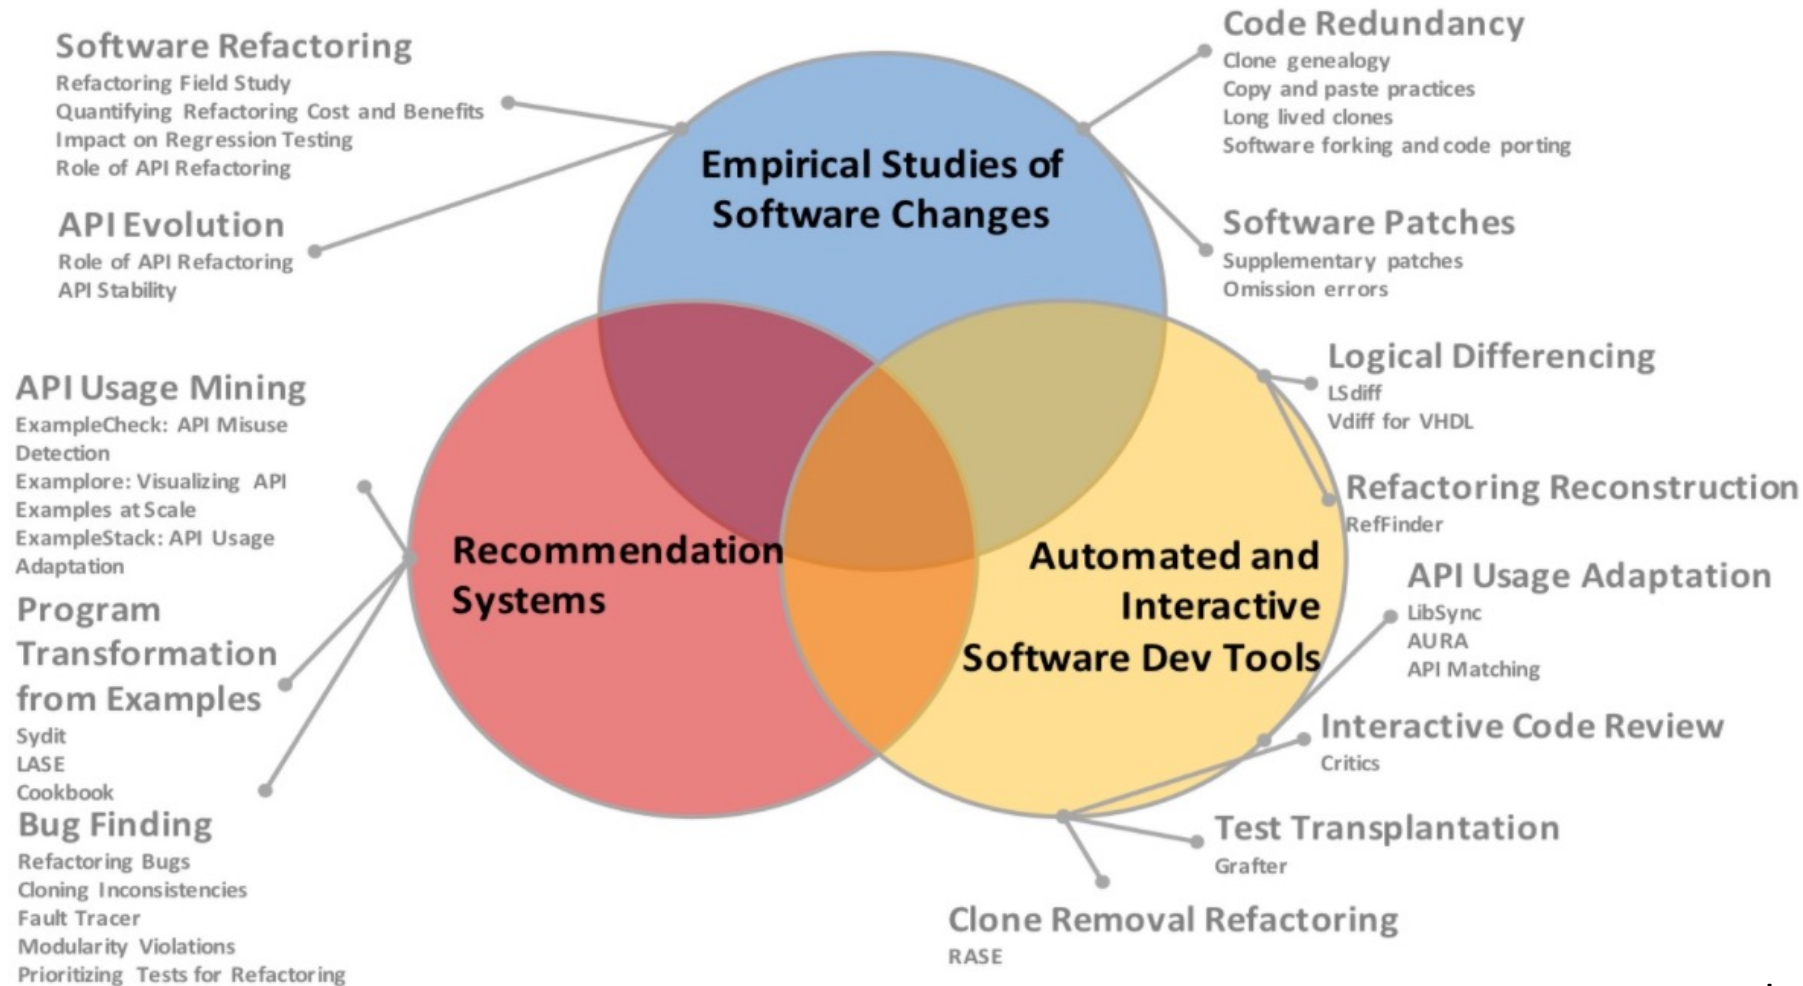 Software Refactoring
Refactoring Field Study
Quantifying Refactoring Cost and Benefits
Impact on Regression Testing
Role of API Refactoring
API Evolution
Role of API Refactoring
API Stability
API Usage Mining
ExampleCheck: API Misuse
Detection
Examplore: Visualizing API
Examples at Scale
ExampleStack: API Usage
Adaptation
Program
Transformation
from Examples
Sydit
LASE
Cookbook
Bug Finding
Refactoring Bugs
Cloning Inconsistencies
Fault Tracer
Modularity Violations
Prioritizing Tests for Refactoring
Empirical Studies of
Software Changes
Recommendation
Systems
Automated and
Interactive
Software Dev Tools
Code Redundancy
Clone genealogy
Copy and paste practices
Long lived clones
Software forking and code porting
Software Patches
Supplementary patches
Omission errors
Logical Differencing
LSdiff
Vdiff for VHDL
Refactoring Reconstruction
RefFinder
API Usage Adaptation
LibSync
AURA
API Matching
Interactive Code Review
Critics
Test Transplantation
Grafter
Clone Removal Refactoring
RASE